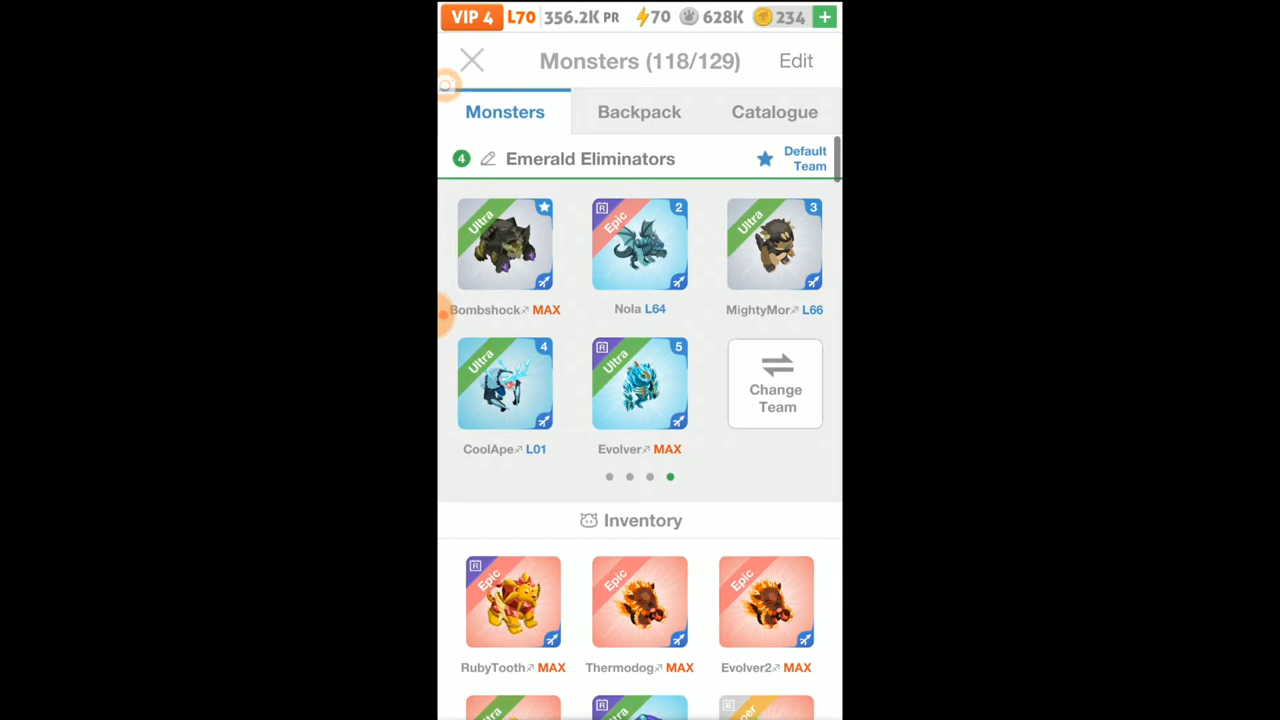 VIP 4 L70 356.2K PR 70 628K 234 +
Monsters (118/129) Edit
Monsters Backpack Catalogue
4 Emerald Eliminators Default Team
Ultra R Epic 2 Ultra 3
Bombshock MAX Nola L64 MightyMor L66
Ultra 4 R Ultra 5 Change Team
CoolApe L01 Evolver MAX
Inventory
R Epic Epic Epic
RubyTooth MAX Thermodog MAX Evolver2 MAX
Ultra R Ultra R